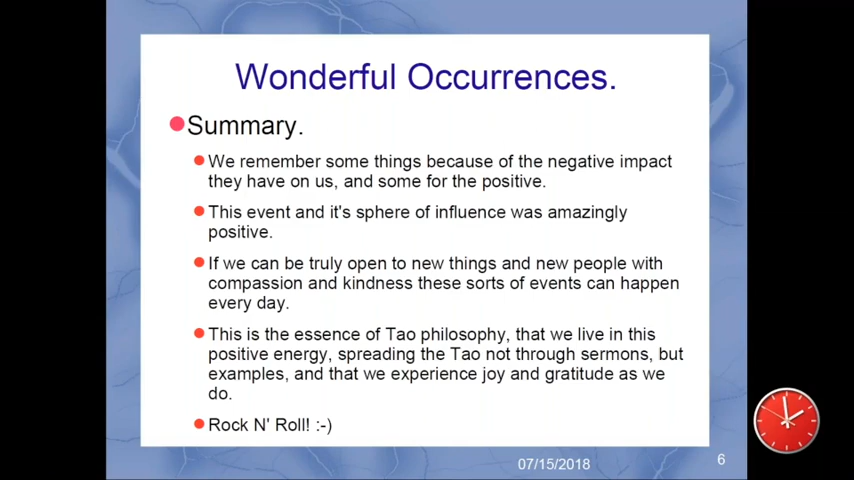 Wonderful Occurrences.
Summary.
We remember some things because of the negative impact
they have on us, and some for the positive.
This event and it's sphere of influence was amazingly
positive.
If we can be truly open to new things and new people with
compassion and kindness these sorts of events can happen
every day.
This is the essence of Tao philosophy, that we live in this
positive energy, spreading the Tao not through sermons, but
examples, and that we experience joy and gratitude as we
do.
Rock N' Roll! :-)
07/15/2018
6